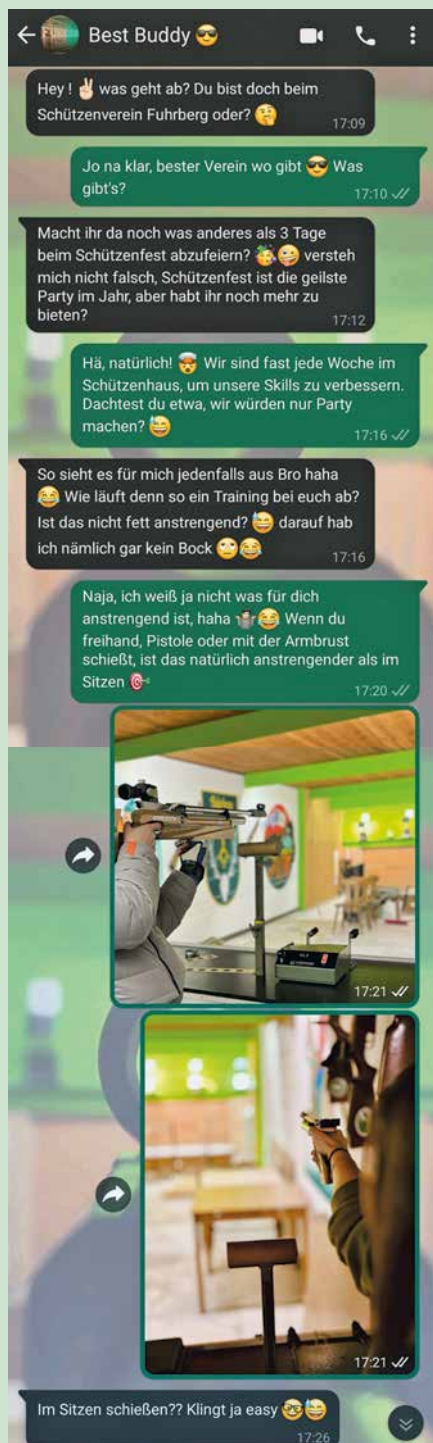 Best Buddy 😎
Hey ! ✌🏻 was geht ab? Du bist doch beim
Schützenverein Fuhrberg oder? 🤔
17:09
Jo na klar, bester Verein wo gibt 😎 Was
gibt's?
17:10
Macht ihr da noch was anderes als 3 Tage
beim Schützenfest abzufeiern? 🥳🤪 versteh
mich nicht falsch, Schützenfest ist die geilste
Party im Jahr, aber habt ihr noch mehr zu
bieten?
17:12
Hä, natürlich! 🤯 Wir sind fast jede Woche im
Schützenhaus, um unsere Skills zu verbessern.
Dachtest du etwa, wir würden nur Party
machen? 😅
17:16
So sieht es für mich jedenfalls aus Bro haha
😂 Wie läuft denn so ein Training bei euch ab?
Ist das nicht fett anstrengend? 😅 darauf hab
ich nämlich gar kein Bock 🙄😂
17:16
Naja, ich weiß ja nicht was für dich
anstrengend ist, haha 🤷🏻‍♂️😂 Wenn du
freihand, Pistole oder mit der Armbrust
schießt, ist das natürlich anstrengender als im
Sitzen 🎯
17:20
17:21
17:21
Im Sitzen schießen?? Klingt ja easy 🤓😅
17:26